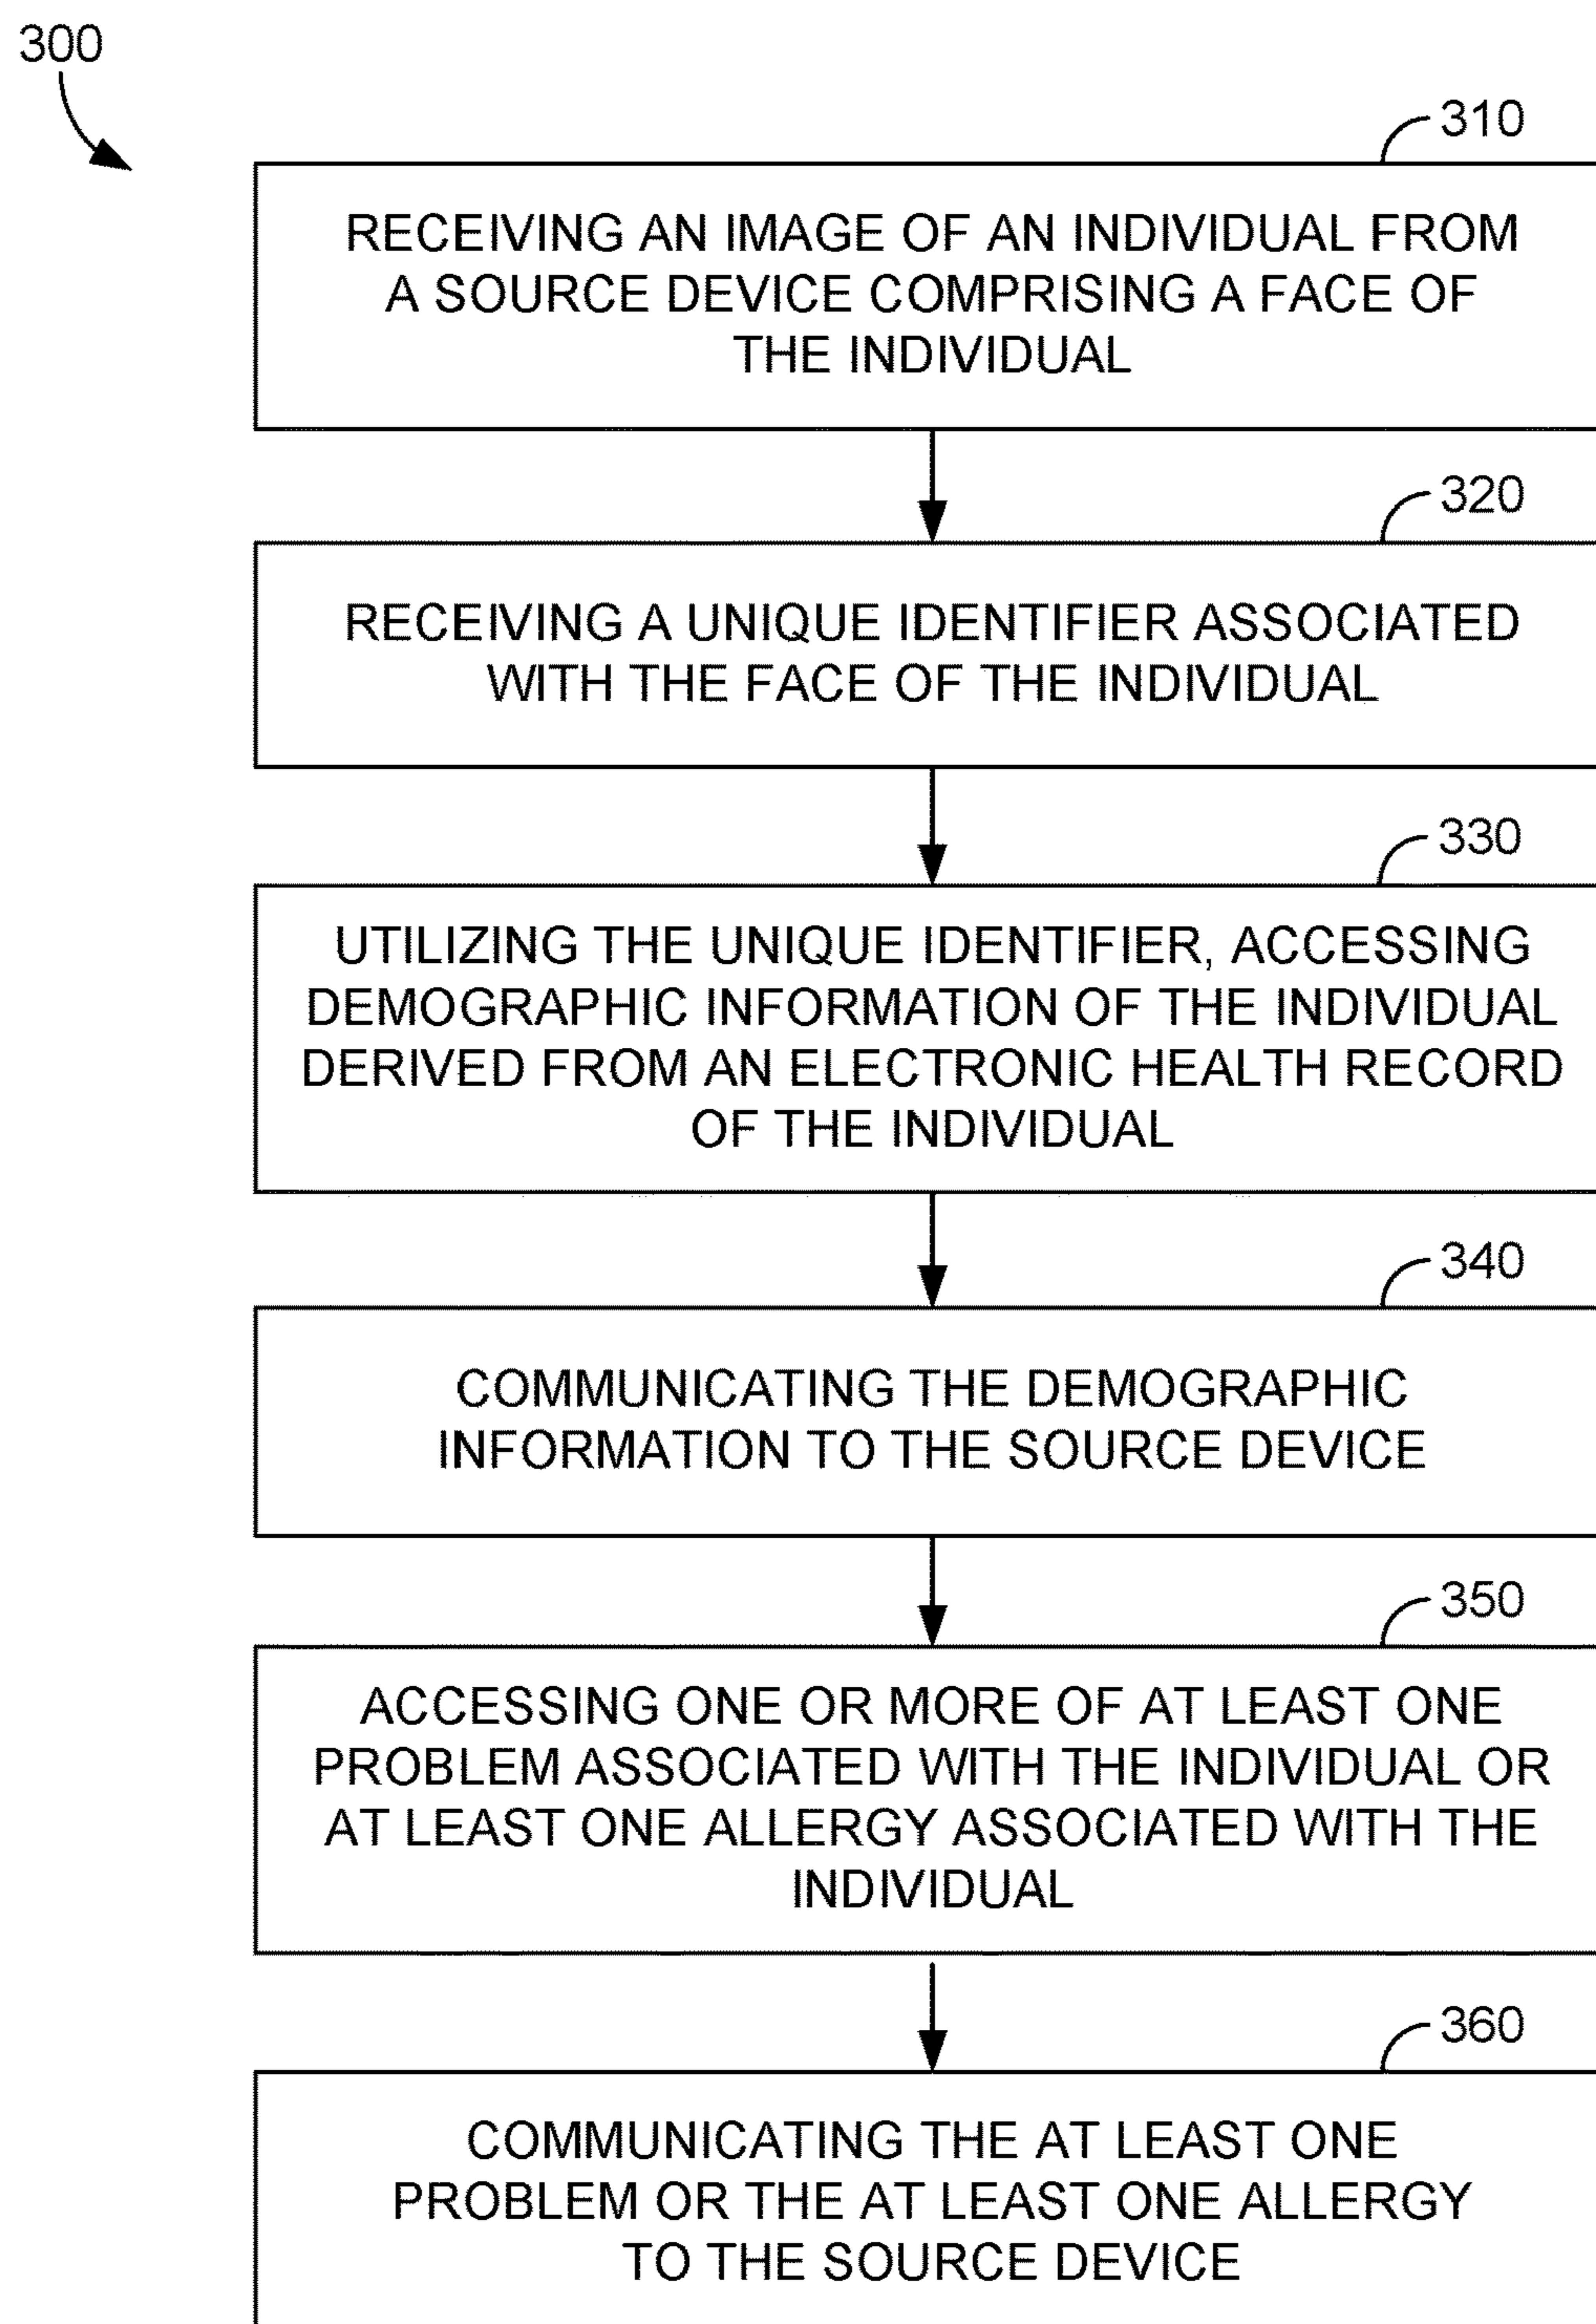 300
310
RECEIVING AN IMAGE OF AN INDIVIDUAL FROM
A SOURCE DEVICE COMPRISING A FACE OF
THE INDIVIDUAL
320
RECEIVING A UNIQUE IDENTIFIER ASSOCIATED
WITH THE FACE OF THE INDIVIDUAL
330
UTILIZING THE UNIQUE IDENTIFIER, ACCESSING
DEMOGRAPHIC INFORMATION OF THE INDIVIDUAL
DERIVED FROM AN ELECTRONIC HEALTH RECORD
OF THE INDIVIDUAL
340
COMMUNICATING THE DEMOGRAPHIC
INFORMATION TO THE SOURCE DEVICE
350
ACCESSING ONE OR MORE OF AT LEAST ONE
PROBLEM ASSOCIATED WITH THE INDIVIDUAL OR
AT LEAST ONE ALLERGY ASSOCIATED WITH THE
INDIVIDUAL
360
COMMUNICATING THE AT LEAST ONE
PROBLEM OR THE AT LEAST ONE ALLERGY
TO THE SOURCE DEVICE